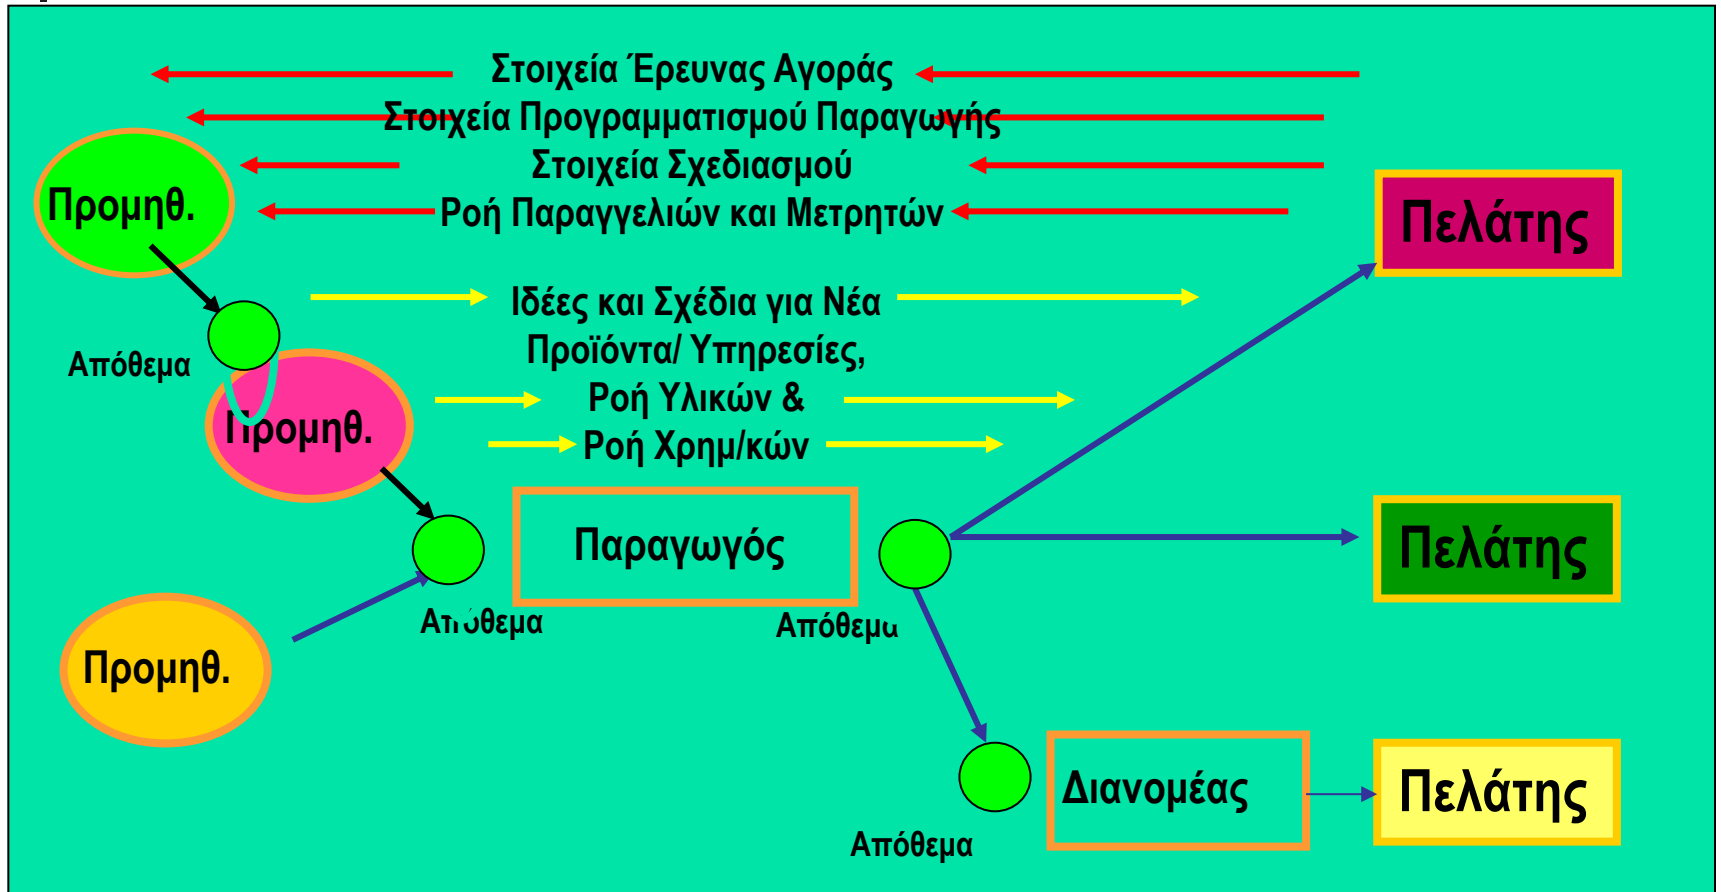 Στοιχεία Έρευνας Αγοράς
Στοιχεία Προγραμματισμού Παραγωγής
Στοιχεία Σχεδιασμού
Ροή Παραγγελιών και Μετρητών
Προμηθ.
Πελάτης
Ιδέες και Σχέδια για Νέα
Προϊόντα/ Υπηρεσίες,
Ροή Υλικών &
Ροή Χρημ/κών
Απόθεμα
Προμηθ.
Παραγωγός
Πελάτης
Απόθεμα
Απόθεμα
Προμηθ.
Διανομέας
Πελάτης
Απόθεμα